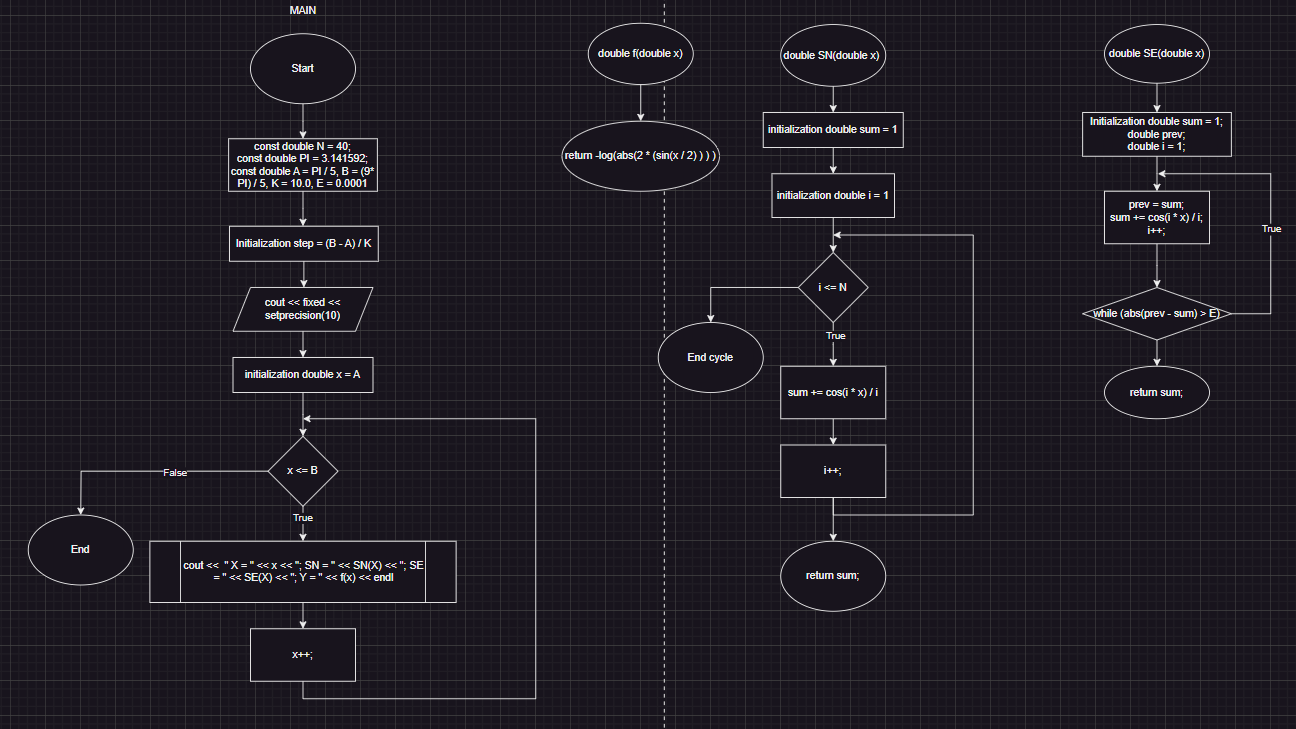 MAIN
Start
const double N = 40;
const double PI = 3.141592;
const double A = PI / 5, B = (9*
PI) / 5, K = 10.0, E = 0.0001
Initialization step = (B - A) / K
cout << fixed <<
setprecision(10)
initialization double x = A
x <= B
False
True
End
cout <<  " X = " << x << "; SN = " << SN(X) << "; SE
= " << SE(X) << "; Y = " << f(x) << endl
x++;
double f(double x)
return -log(abs(2 * (sin(x / 2) ) ) )
double SN(double x)
initialization double sum = 1
initialization double i = 1
i <= N
End cycle
True
sum += cos(i * x) / i
i++;
return sum;
double SE(double x)
Initialization double sum = 1;
double prev;
double i = 1;
prev = sum;
sum += cos(i * x) / i;
i++;
True
while (abs(prev - sum) > E)
return sum;